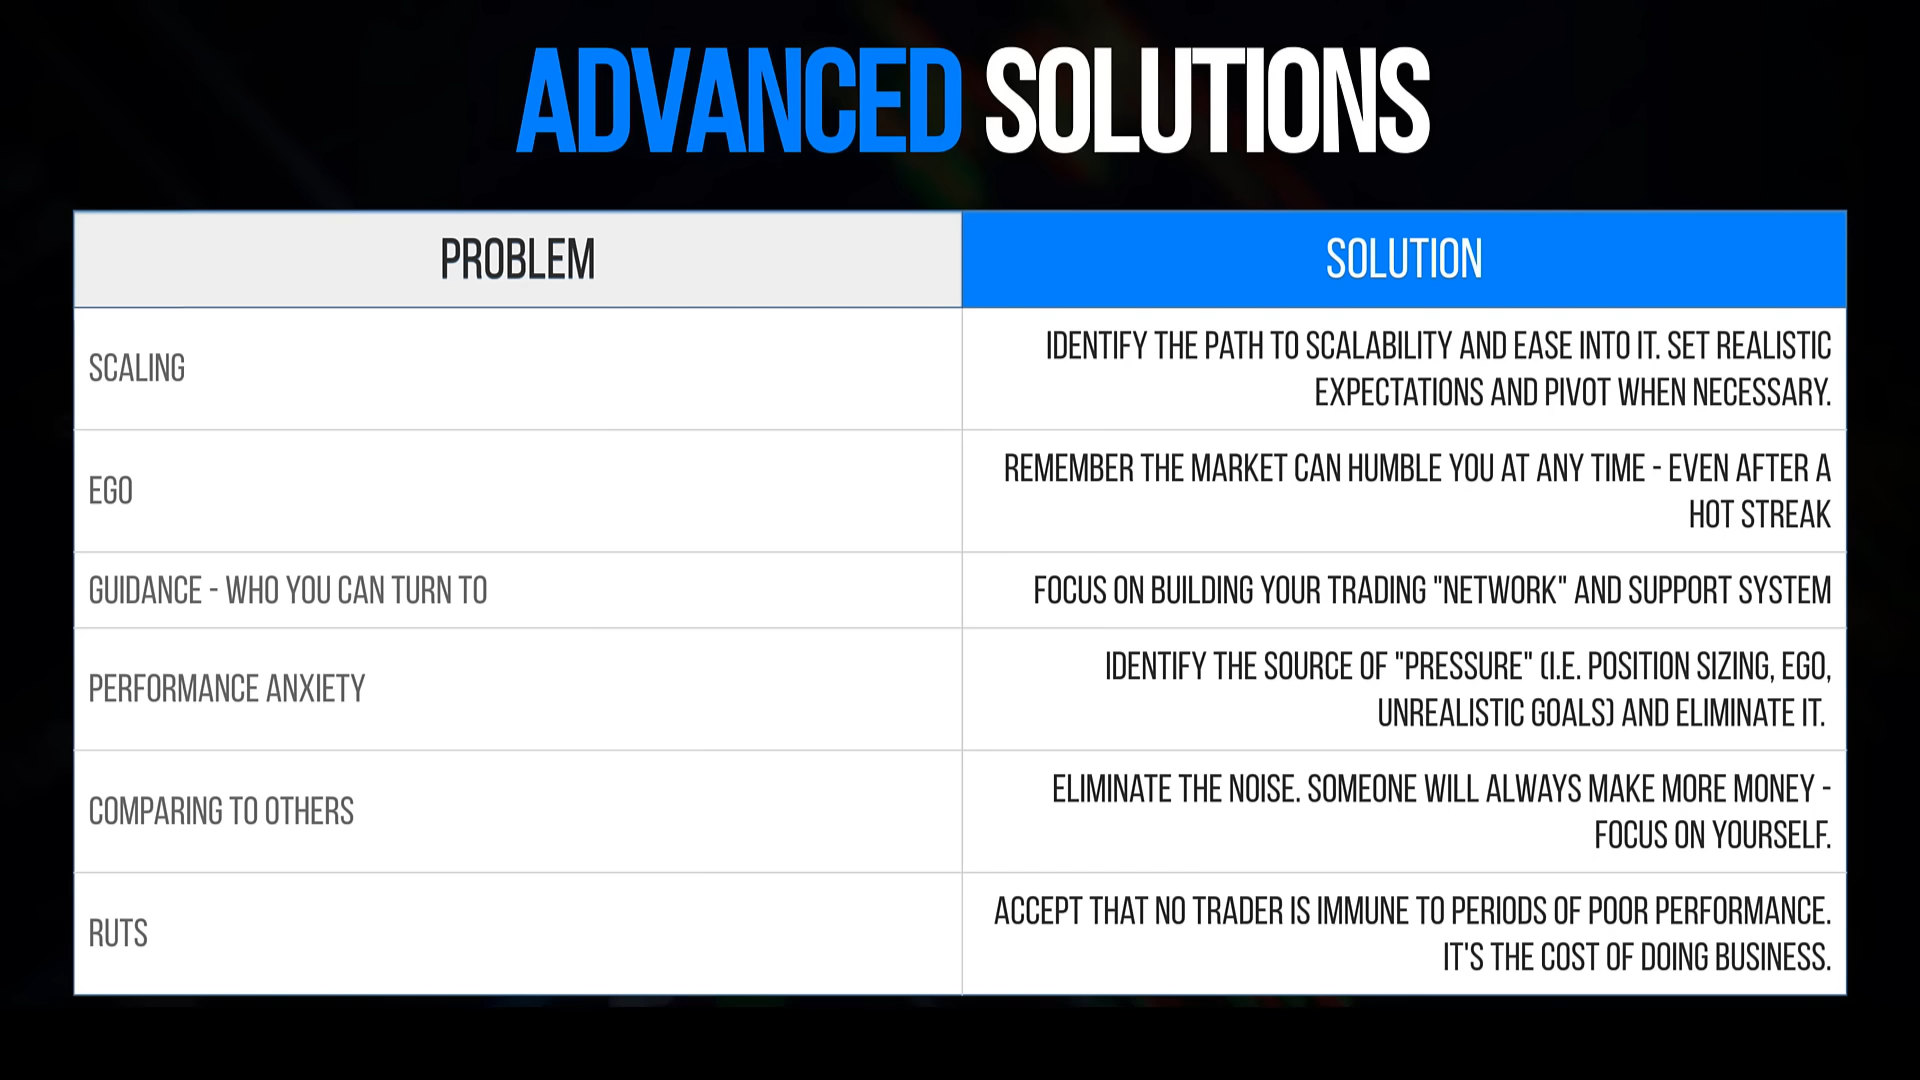 ADVANCED SOLUTIONS
PROBLEM
SOLUTION
SCALING
IDENTIFY THE PATH TO SCALABILITY AND EASE INTO IT. SET REALISTIC
EXPECTATIONS AND PIVOT WHEN NECESSARY.
EGO
REMEMBER THE MARKET CAN HUMBLE YOU AT ANY TIME - EVEN AFTER A
HOT STREAK
GUIDANCE - WHO YOU CAN TURN TO
FOCUS ON BUILDING YOUR TRADING "NETWORK" AND SUPPORT SYSTEM
PERFORMANCE ANXIETY
IDENTIFY THE SOURCE OF "PRESSURE" (I.E. POSITION SIZING, EGO,
UNREALISTIC GOALS) AND ELIMINATE IT.
COMPARING TO OTHERS
ELIMINATE THE NOISE. SOMEONE WILL ALWAYS MAKE MORE MONEY -
FOCUS ON YOURSELF.
RUTS
ACCEPT THAT NO TRADER IS IMMUNE TO PERIODS OF POOR PERFORMANCE.
IT'S THE COST OF DOING BUSINESS.